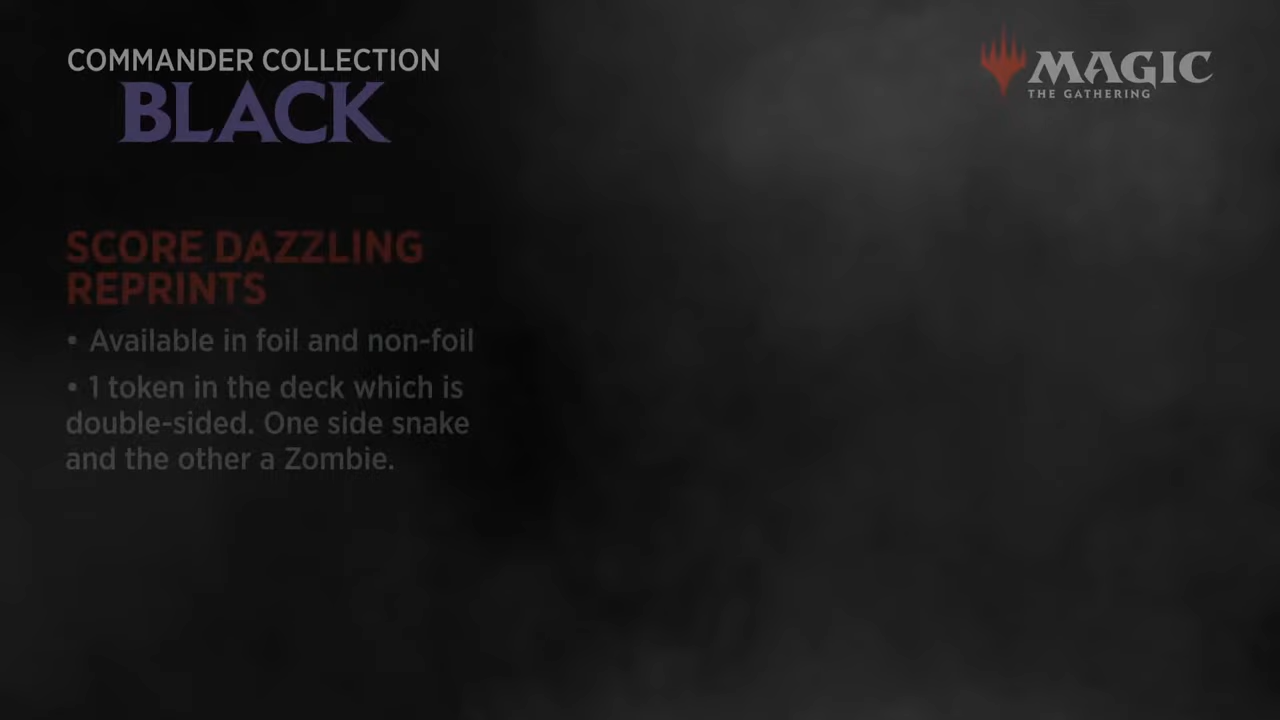 COMMANDER COLLECTION
BLACK
MAGIC
THE GATHERING
SCORE DAZZLING
REPRINTS
• Available in foil and non-foil
• 1 token in the deck which is
double-sided. One side snake
and the other a Zombie.